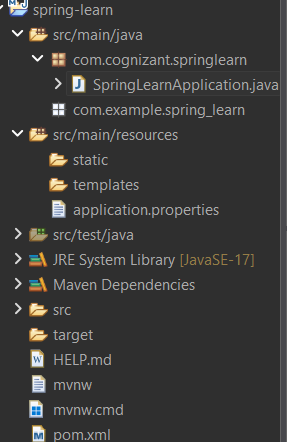 spring-learn
src/main/java
com.cognizant.springlearn
SpringLearnApplication.java
com.example.spring_learn
src/main/resources
static
templates
application.properties
src/test/java
JRE System Library [JavaSE-17]
Maven Dependencies
src
target
HELP.md
mvnw
mvnw.cmd
pom.xml